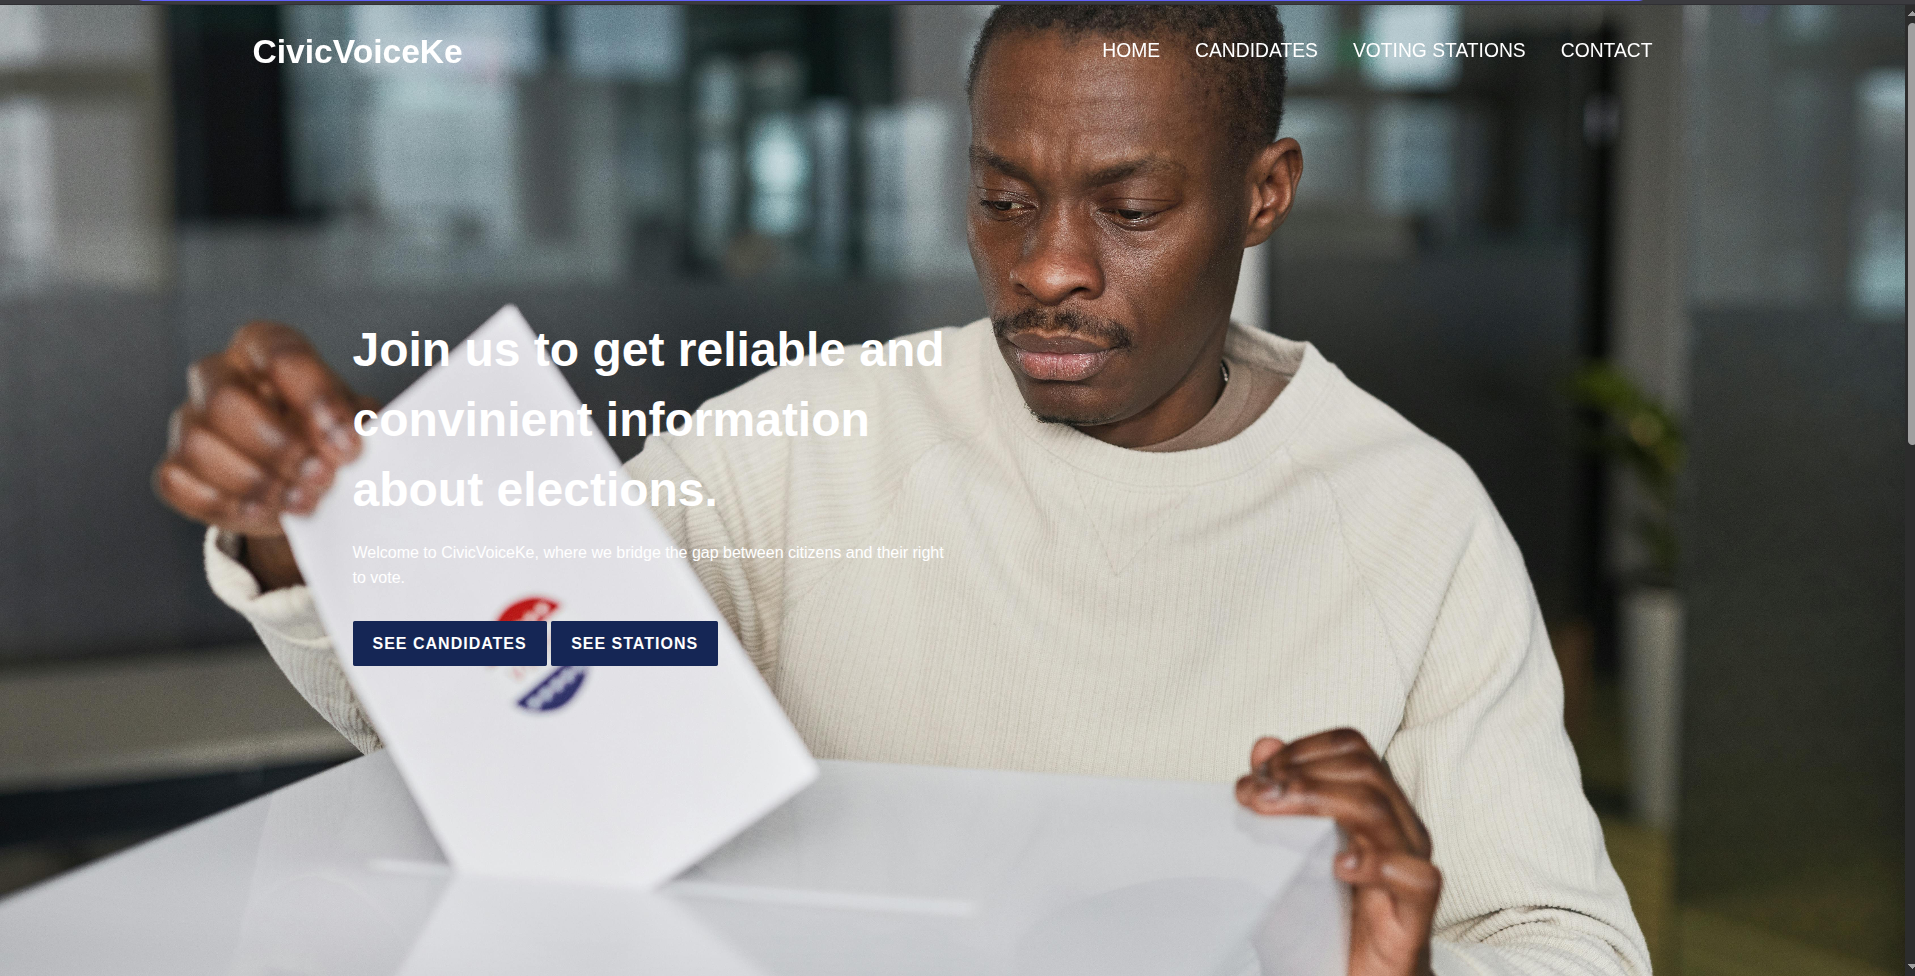 CivicVoiceKe
HOME CANDIDATES VOTING STATIONS CONTACT
Join us to get reliable and
convinient information
about elections.
Welcome to CivicVoiceKe, where we bridge the gap between citizens and their right
to vote.
SEE CANDIDATES SEE STATIONS